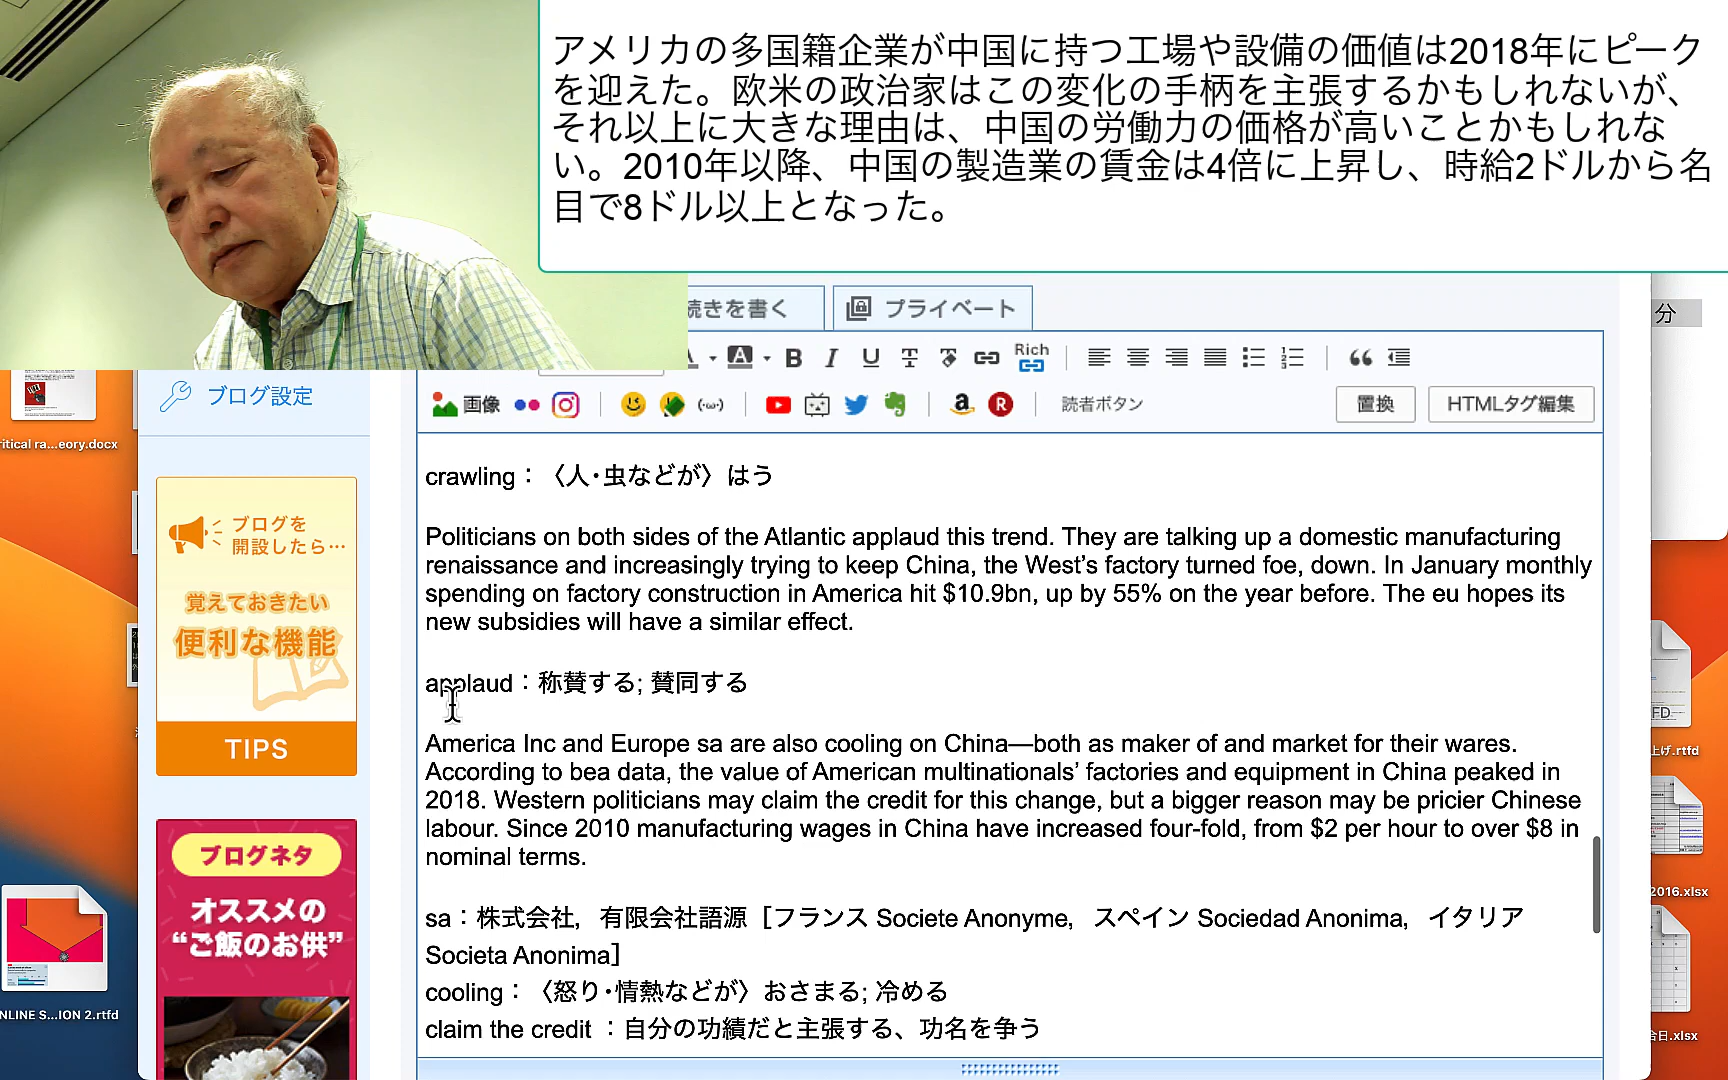 アメリカの多国籍企業が中国に持つ工場や設備の価値は2018年にピーク
を迎えた。欧米の政治家はこの変化の手柄を主張するかもしれないが、
それ以上に大きな理由は、中国の労働力の価格が高いことかもしれな
い。2010年以降、中国の製造業の賃金は4倍に上昇し、時給2ドルから名
目で8ドル以上となった。
続きを書く
プライベート
分
Rich
画像
読者ボタン
置換
HTMLタグ編集
ブログ設定
ritical ra...eory.docx
ブログを
開設したら…
覚えておきたい
便利な機能
TIPS
ブログネタ
オススメの
“ご飯のお供”
NLINE S...ION 2.rtfd
crawling：〈人･虫などが〉はう
Politicians on both sides of the Atlantic applaud this trend. They are talking up a domestic manufacturing
renaissance and increasingly trying to keep China, the West’s factory turned foe, down. In January monthly
spending on factory construction in America hit $10.9bn, up by 55% on the year before. The eu hopes its
new subsidies will have a similar effect.
applaud：称賛する; 賛同する
America Inc and Europe sa are also cooling on China—both as maker of and market for their wares.
According to bea data, the value of American multinationals’ factories and equipment in China peaked in
2018. Western politicians may claim the credit for this change, but a bigger reason may be pricier Chinese
labour. Since 2010 manufacturing wages in China have increased four-fold, from $2 per hour to over $8 in
nominal terms.
sa：株式会社，有限会社語源［フランス Societe Anonyme，スペイン Sociedad Anonima，イタリア
Societa Anonima］
cooling：〈怒り･情熱などが〉おさまる; 冷める
claim the credit ：自分の功績だと主張する、功名を争う
FD
上げ.rtfd
2016.xlsx
合日.xlsx